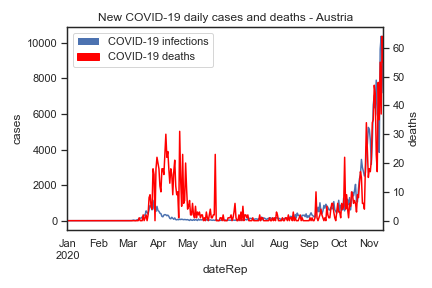 New COVID-19 daily cases and deaths - Austria
COVID-19 infections
COVID-19 deaths
10000
8000
6000
4000
2000
0
cases
60
50
40
30
20
10
0
deaths
Jan Feb Mar Apr May Jun Jul Aug Sep Oct Nov
2020
dateRep